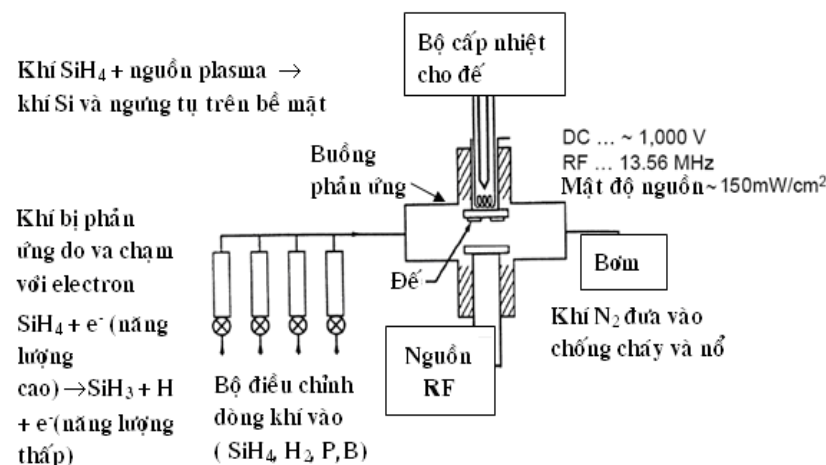 Bộ cấp nhiệt
cho đế
Khí SiH₄ + nguồn plasma →
khí Si và ngưng tụ trên bề mặt
DC ... ~ 1,000 V
RF ... 13.56 MHz
Mật độ nguồn ~ 150mW/cm²
Buồng
phản ứng
Khí bị phản
ứng do va chạm
với electron
SiH₄ + e⁻ (năng
lượng
cao) → SiH₃ + H
+ e⁻(năng lượng
thấp)
Đế
Bơm
Khí N₂ đưa vào
chống cháy và nổ
Nguồn
RF
Bộ điều chỉnh
dòng khí vào
( SiH₄, H₂, P, B)